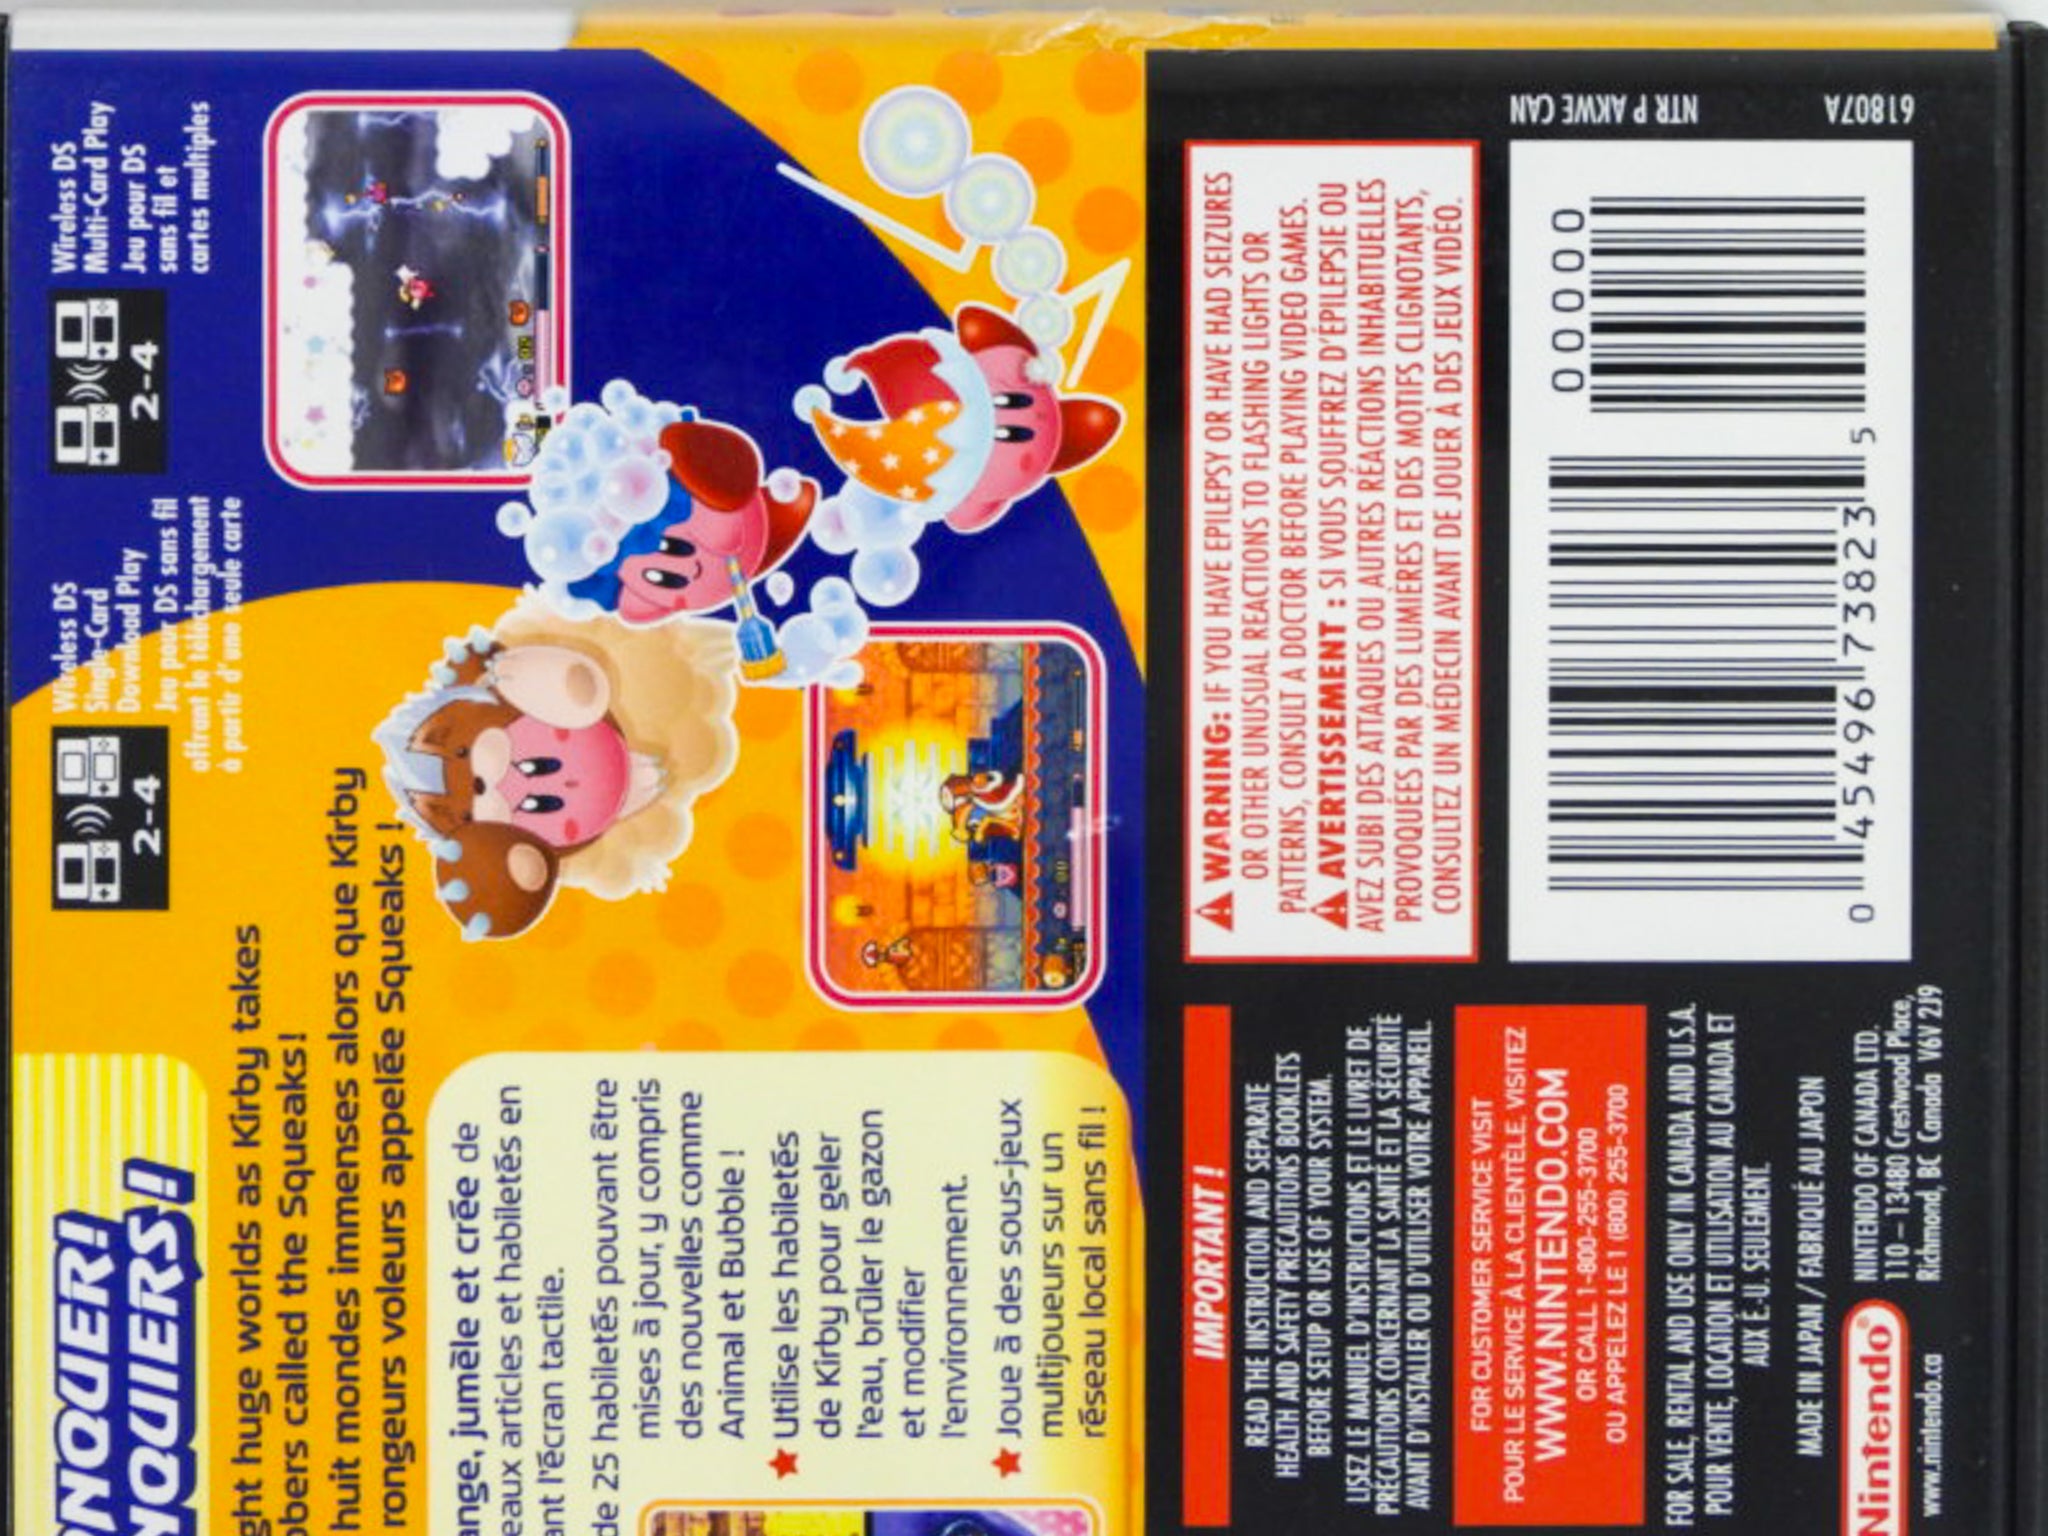 NQUER!
NQUIERS!
2-4
Wireless DS
Single-Card
Download Play
Jeu pour DS sans fil
offrant le téléchargement
à partir d'une seule carte
2-4
Wireless DS
Multi-Card Play
Jeu pour DS
sans fil et
cartes multiples
ght huge worlds as Kirby takes
bbers called the Squeaks!
huit mondes immenses alors que Kirby
rongeurs voleurs appelée Squeaks !
ange, jumèle et crée de
eaux articles et habiletés en
ant l'écran tactile.
de 25 habiletés pouvant être
mises à jour, y compris
des nouvelles comme
Animal et Bubble !
Utilise les habiletés
de Kirby pour geler
l'eau, brûler le gazon
et modifier
l'environnement.
Joue à des sous-jeux
multijoueurs sur un
réseau local sans fil !
IMPORTANT !
READ THE INSTRUCTION AND SEPARATE
HEALTH AND SAFETY PRECAUTIONS BOOKLETS
BEFORE SETUP OR USE OF YOUR SYSTEM.
LISEZ LE MANUEL D'INSTRUCTIONS ET LE LIVRET DE
PRÉCAUTIONS CONCERNANT LA SANTÉ ET LA SÉCURITÉ
AVANT D'INSTALLER OU D'UTILISER VOTRE APPAREIL.
FOR CUSTOMER SERVICE VISIT
POUR LE SERVICE À LA CLIENTÈLE, VISITEZ
WWW.NINTENDO.COM
OR CALL 1-800-255-3700
OU APPELEZ LE 1 (800) 255-3700
FOR SALE, RENTAL AND USE ONLY IN CANADA AND U.S.A.
POUR VENTE, LOCATION ET UTILISATION AU CANADA ET
AUX É-U. SEULEMENT.
MADE IN JAPAN / FABRIQUÉ AU JAPON
Nintendo®
NINTENDO OF CANADA LTD.
110 – 13480 Crestwood Place,
Richmond, BC Canada V6V 2J9
www.nintendo.ca
WARNING: IF YOU HAVE EPILEPSY OR HAVE HAD SEIZURES
OR OTHER UNUSUAL REACTIONS TO FLASHING LIGHTS OR
PATTERNS, CONSULT A DOCTOR BEFORE PLAYING VIDEO GAMES.
AVERTISSEMENT : SI VOUS SOUFFREZ D'ÉPILEPSIE OU
AVEZ SUBI DES ATTAQUES OU AUTRES RÉACTIONS INHABITUELLES
PROVOQUÉES PAR DES LUMIÈRES ET DES MOTIFS CLIGNOTANTS,
CONSULTEZ UN MÉDECIN AVANT DE JOUER À DES JEUX VIDÉO.
00000
0 45496 73823 5
NTR P AKWE CAN
61807A